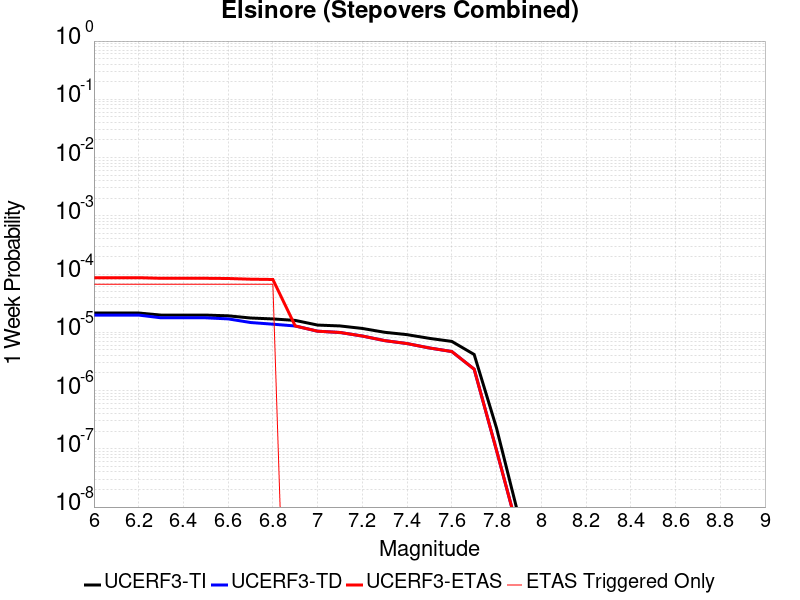 Elsinore (Stepovers Combined)
10^0
10^-1
10^-2
10^-3
10^-4
10^-5
10^-6
10^-7
10^-8
1 Week Probability
6 6.2 6.4 6.6 6.8 7 7.2 7.4 7.6 7.8 8 8.2 8.4 8.6 8.8 9
Magnitude
UCERF3-TI UCERF3-TD UCERF3-ETAS ETAS Triggered Only